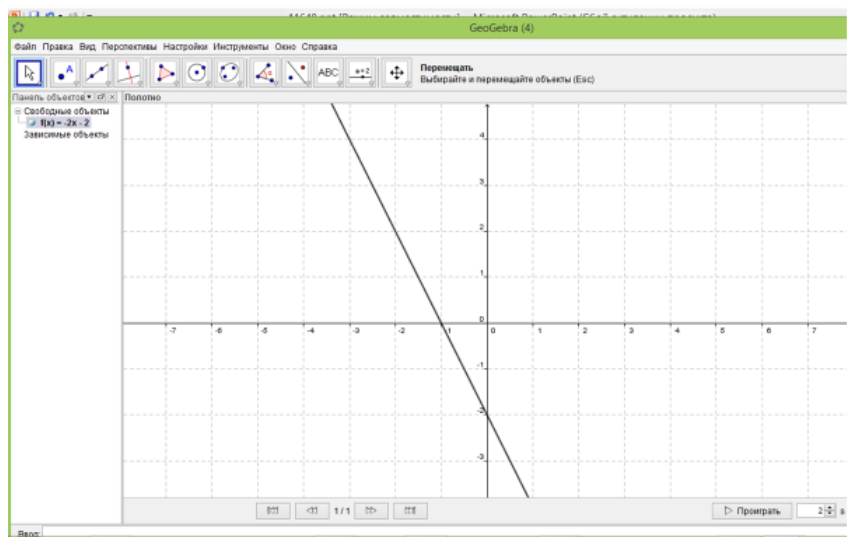 GeoGebra (4)
Файл Правка Вид Перспективы Настройки Инструменты Окно Справка
ABC
a=2
Перемещать
Выбирайте и перемещайте объекты (Esc)
Панель объектов
Полотно
Свободные объекты
f(x) = -2x - 2
Зависимые объекты
4
3
2
1
0
-7 -6 -5 -4 -3 -2 -1 0 1 2 3 4 5 6 7
-1
-2
-3
1 / 1
Проиграть
2
s
Ввод: